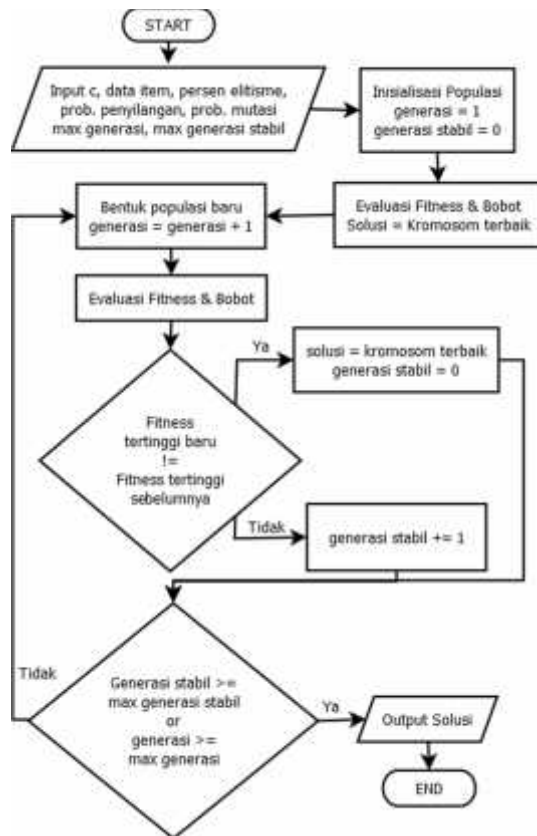 START
Input c, data item, persen elitisme,
prob. penyilangan, prob. mutasi
max generasi, max generasi stabil
Inisialisasi Populasi
generasi = 1
generasi stabil = 0
Evaluasi Fitness & Bobot
Solusi = Kromosom terbaik
Bentuk populasi baru
generasi = generasi + 1
Evaluasi Fitness & Bobot
Fitness
tertinggi baru
!=
Fitness tertinggi
sebelumnya
Ya
solusi = kromosom terbaik
generasi stabil = 0
Tidak
generasi stabil += 1
Generasi stabil >=
max generasi stabil
or
generasi >=
max generasi
Tidak
Ya
Output Solusi
END